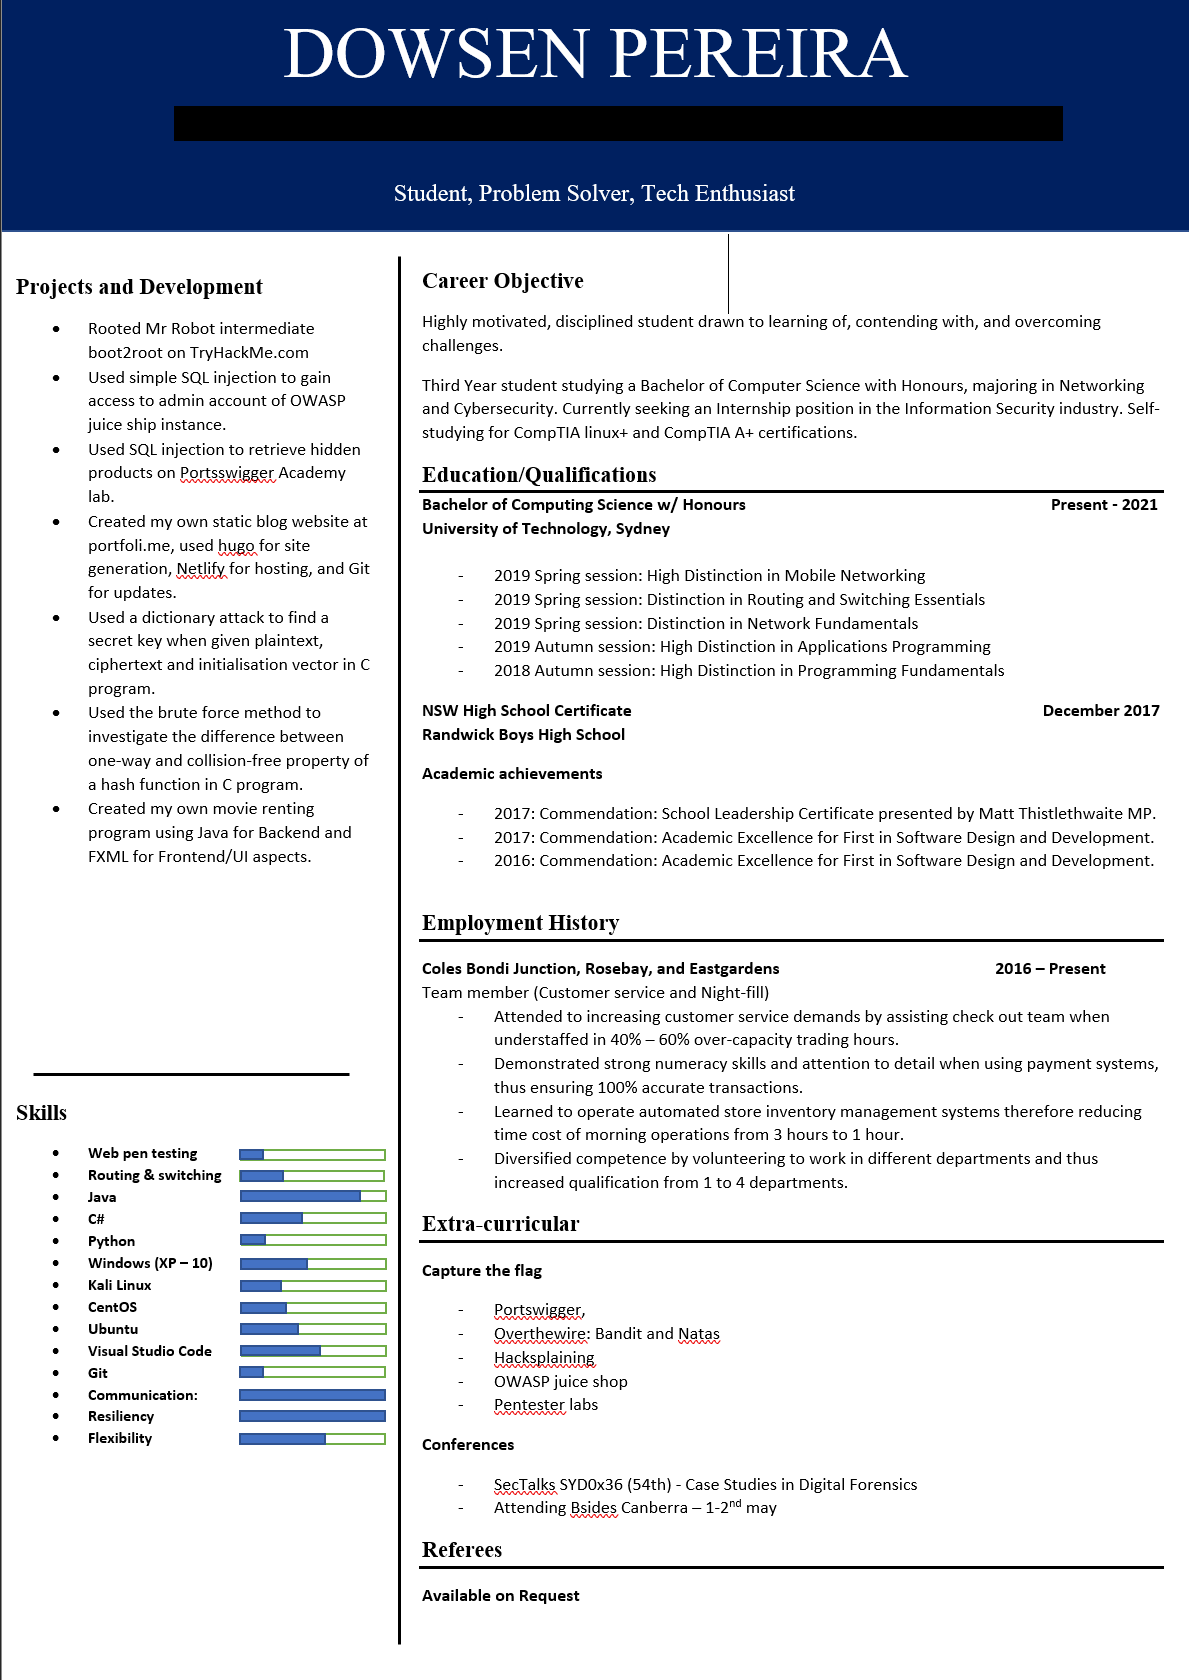 DOWSEN PEREIRA
Student, Problem Solver, Tech Enthusiast
Projects and Development
Rooted Mr Robot intermediate
boot2root on TryHackMe.com
Used simple SQL injection to gain
access to admin account of OWASP
juice ship instance.
Used SQL injection to retrieve hidden
products on Portsswigger Academy
lab.
Created my own static blog website at
portfoli.me, used hugo for site
generation, Netlify for hosting, and Git
for updates.
Used a dictionary attack to find a
secret key when given plaintext,
ciphertext and initialisation vector in C
program.
Used the brute force method to
investigate the difference between
one-way and collision-free property of
a hash function in C program.
Created my own movie renting
program using Java for Backend and
FXML for Frontend/UI aspects.
Skills
Web pen testing
Routing & switching
Java
C#
Python
Windows (XP – 10)
Kali Linux
CentOS
Ubuntu
Visual Studio Code
Git
Communication:
Resiliency
Flexibility
Career Objective
Highly motivated, disciplined student drawn to learning of, contending with, and overcoming
challenges.
Third Year student studying a Bachelor of Computer Science with Honours, majoring in Networking
and Cybersecurity. Currently seeking an Internship position in the Information Security industry. Self-
studying for CompTIA linux+ and CompTIA A+ certifications.
Education/Qualifications
Bachelor of Computing Science w/ Honours Present - 2021
University of Technology, Sydney
- 2019 Spring session: High Distinction in Mobile Networking
- 2019 Spring session: Distinction in Routing and Switching Essentials
- 2019 Spring session: Distinction in Network Fundamentals
- 2019 Autumn session: High Distinction in Applications Programming
- 2018 Autumn session: High Distinction in Programming Fundamentals
NSW High School Certificate December 2017
Randwick Boys High School
Academic achievements
- 2017: Commendation: School Leadership Certificate presented by Matt Thistlethwaite MP.
- 2017: Commendation: Academic Excellence for First in Software Design and Development.
- 2016: Commendation: Academic Excellence for First in Software Design and Development.
Employment History
Coles Bondi Junction, Rosebay, and Eastgardens 2016 – Present
Team member (Customer service and Night-fill)
- Attended to increasing customer service demands by assisting check out team when
understaffed in 40% – 60% over-capacity trading hours.
- Demonstrated strong numeracy skills and attention to detail when using payment systems,
thus ensuring 100% accurate transactions.
- Learned to operate automated store inventory management systems therefore reducing
time cost of morning operations from 3 hours to 1 hour.
- Diversified competence by volunteering to work in different departments and thus
increased qualification from 1 to 4 departments.
Extra-curricular
Capture the flag
- Portswigger,
- Overthewire: Bandit and Natas
- Hacksplaining
- OWASP juice shop
- Pentester labs
Conferences
- SecTalks SYD0x36 (54th) - Case Studies in Digital Forensics
- Attending Bsides Canberra – 1-2nd may
Referees
Available on Request